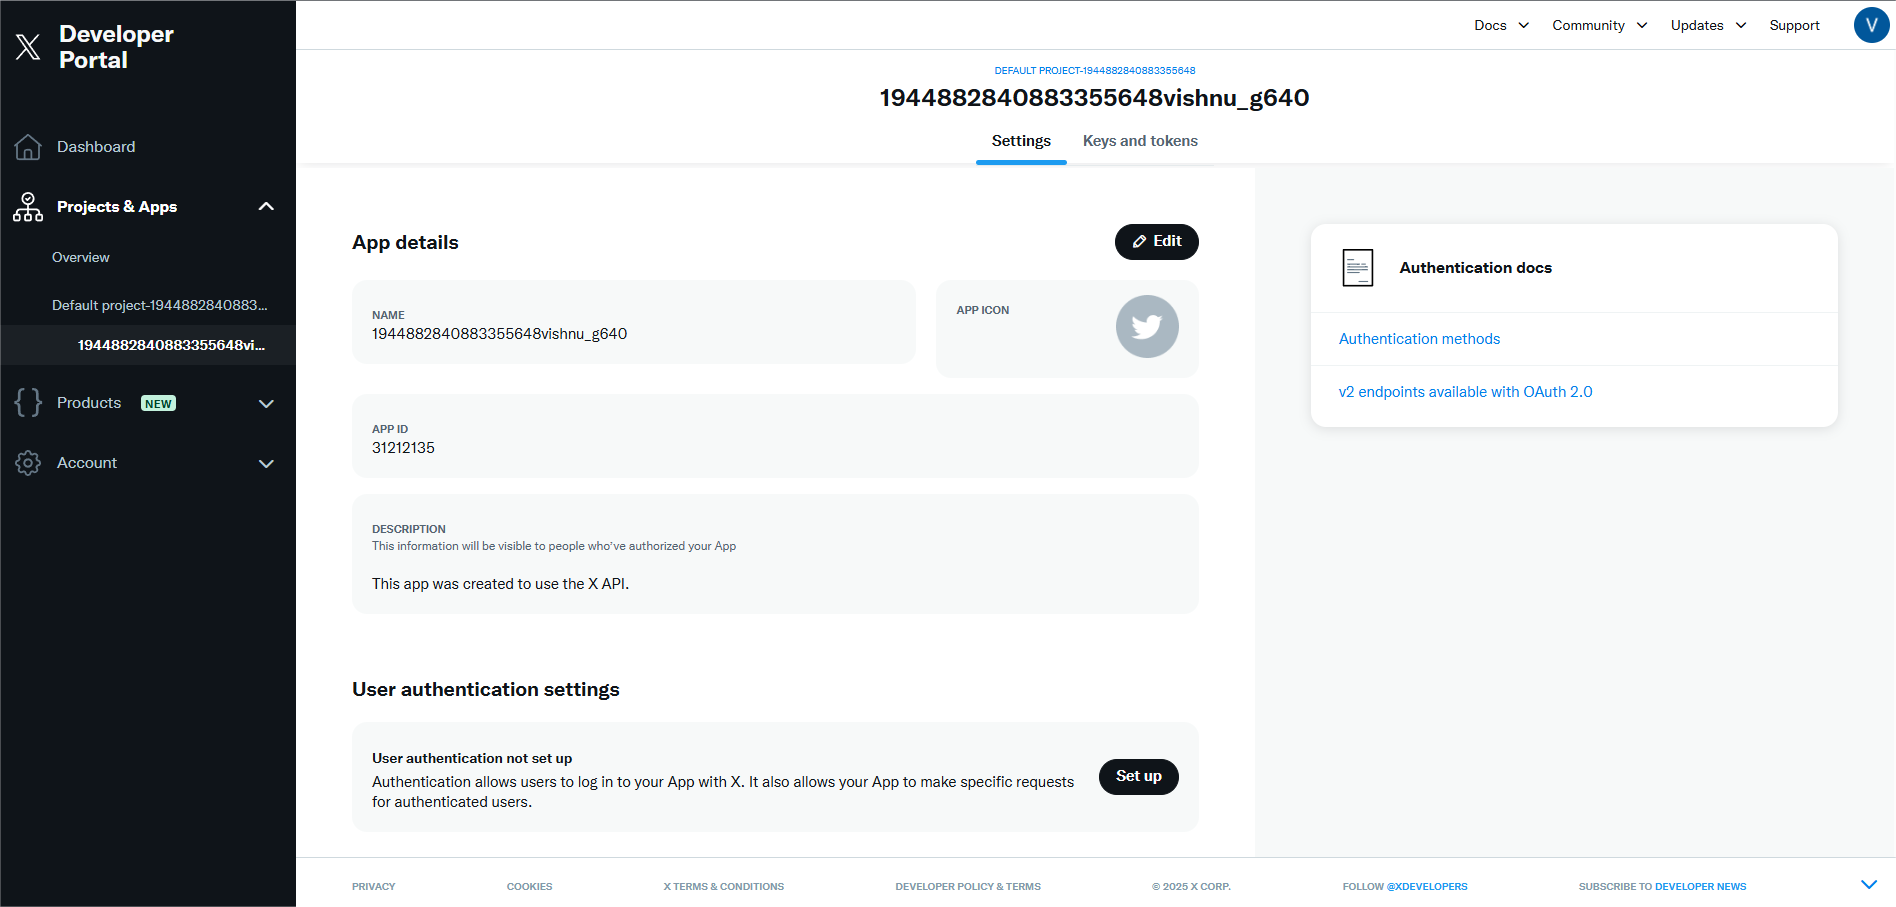 Developer
Portal
Docs
Community
Updates
Support
V
Dashboard
Projects & Apps
Overview
Default project-1944882840883...
1944882840883355648vi...
Products NEW
Account
DEFAULT PROJECT-1944882840883355648
1944882840883355648vishnu_g640
Settings
Keys and tokens
App details
Edit
NAME
1944882840883355648vishnu_g640
APP ICON
APP ID
31212135
DESCRIPTION
This information will be visible to people who've authorized your App
This app was created to use the X API.
User authentication settings
User authentication not set up
Authentication allows users to log in to your App with X. It also allows your App to make specific requests
for authenticated users.
Set up
Authentication docs
Authentication methods
v2 endpoints available with OAuth 2.0
PRIVACY
COOKIES
X TERMS & CONDITIONS
DEVELOPER POLICY & TERMS
© 2025 X CORP.
FOLLOW @XDEVELOPERS
SUBSCRIBE TO DEVELOPER NEWS